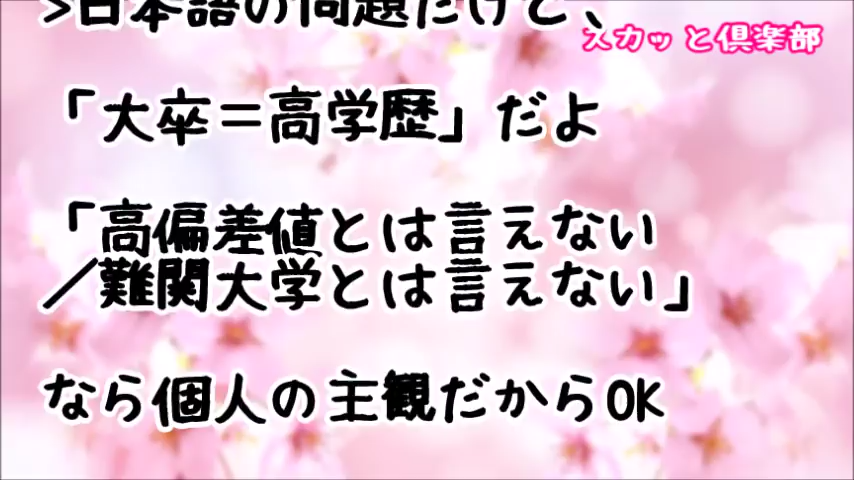 >日本語の問題だけど、
スカッと倶楽部
「大卒=高学歴」だよ
「高偏差値とは言えない
/難関大学とは言えない」
なら個人の主観だからOK